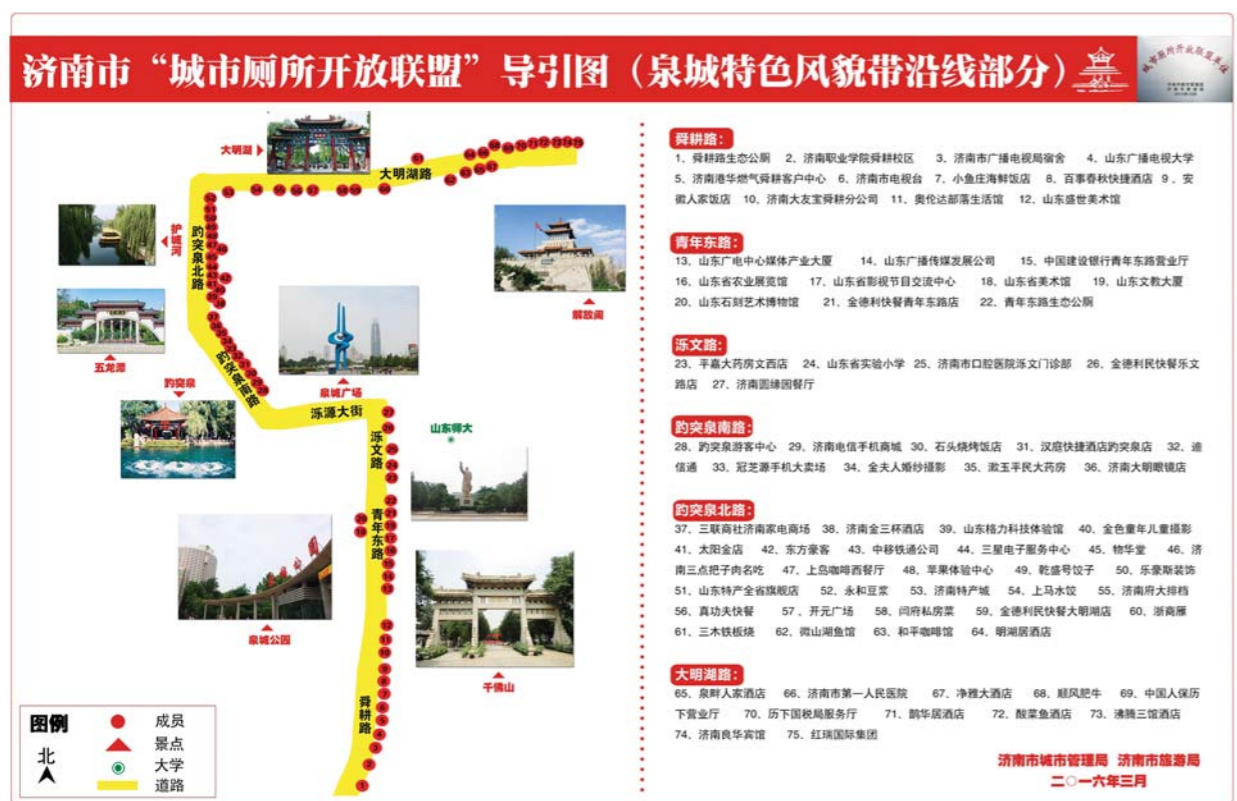 济南市“城市厕所开放联盟”导引图（泉城特色风貌带沿线部分）
城市厕所开放联盟单位
大明湖
大明湖路
护城河
趵突泉北路
解放阁
五龙潭
趵突泉
趵突泉南路
泉城广场
泺源大街
泺文路
山东师大
青年东路
泉城公园
千佛山
舜耕路
图例
北
成员
景点
大学
道路
舜耕路：
1、舜耕路生态公厕 2、济南职业学院舜耕校区 3、济南市广播电视局宿舍 4、山东广播电视大学
5、济南港华燃气舜耕客户中心 6、济南市电视台 7、小鱼庄海鲜饭店 8、百事春秋快捷酒店 9、安
徽人家饭店 10、济南大友宝舜耕分公司 11、奥伦达部落生活馆 12、山东盛世美术馆
青年东路：
13、山东广电中心媒体产业大厦 14、山东广播传媒发展公司 15、中国建设银行青年东路营业厅
16、山东省农业展览馆 17、山东省影视节目交流中心 18、山东省美术馆 19、山东文教大厦
20、山东石刻艺术博物馆 21、金德利快餐青年东路店 22、青年东路生态公厕
泺文路：
23、平嘉大药房文西店 24、山东省实验小学 25、济南市口腔医院泺文门诊部 26、金德利民快餐乐文
路店 27、济南圆缘园餐厅
趵突泉南路：
28、趵突泉游客中心 29、济南电信手机商城 30、石头烧烤饭店 31、汉庭快捷酒店趵突泉店 32、迪
信通 33、冠芝源手机大卖场 34、金夫人婚纱摄影 35、漱玉平民大药房 36、济南大明眼镜店
趵突泉北路：
37、三联商社济南家电商场 38、济南金三杯酒店 39、山东格力科技体验馆 40、金色童年儿童摄影
41、太阳金店 42、东方豪客 43、中移铁通公司 44、三星电子服务中心 45、物华堂 46、济
南三点把子肉名吃 47、上岛咖啡西餐厅 48、苹果体验中心 49、乾盛号饺子 50、乐豪斯装饰
51、山东特产全省旗舰店 52、永和豆浆 53、济南特产城 54、上马水饺 55、济南府大排档
56、真功夫快餐 57、开元广场 58、闫府私房菜 59、金德利民快餐大明湖店 60、浙商雁
61、三木铁板烧 62、微山湖鱼馆 63、和平咖啡馆 64、明湖居酒店
大明湖路：
65、泉畔人家酒店 66、济南市第一人民医院 67、净雅大酒店 68、顺风肥牛 69、中国人保历
下营业厅 70、历下国税局服务厅 71、鹊华居酒店 72、酸菜鱼酒店 73、沸腾三馆酒店
74、济南良华宾馆 75、红瑞国际集团
济南市城市管理局 济南市旅游局
二○一六年三月